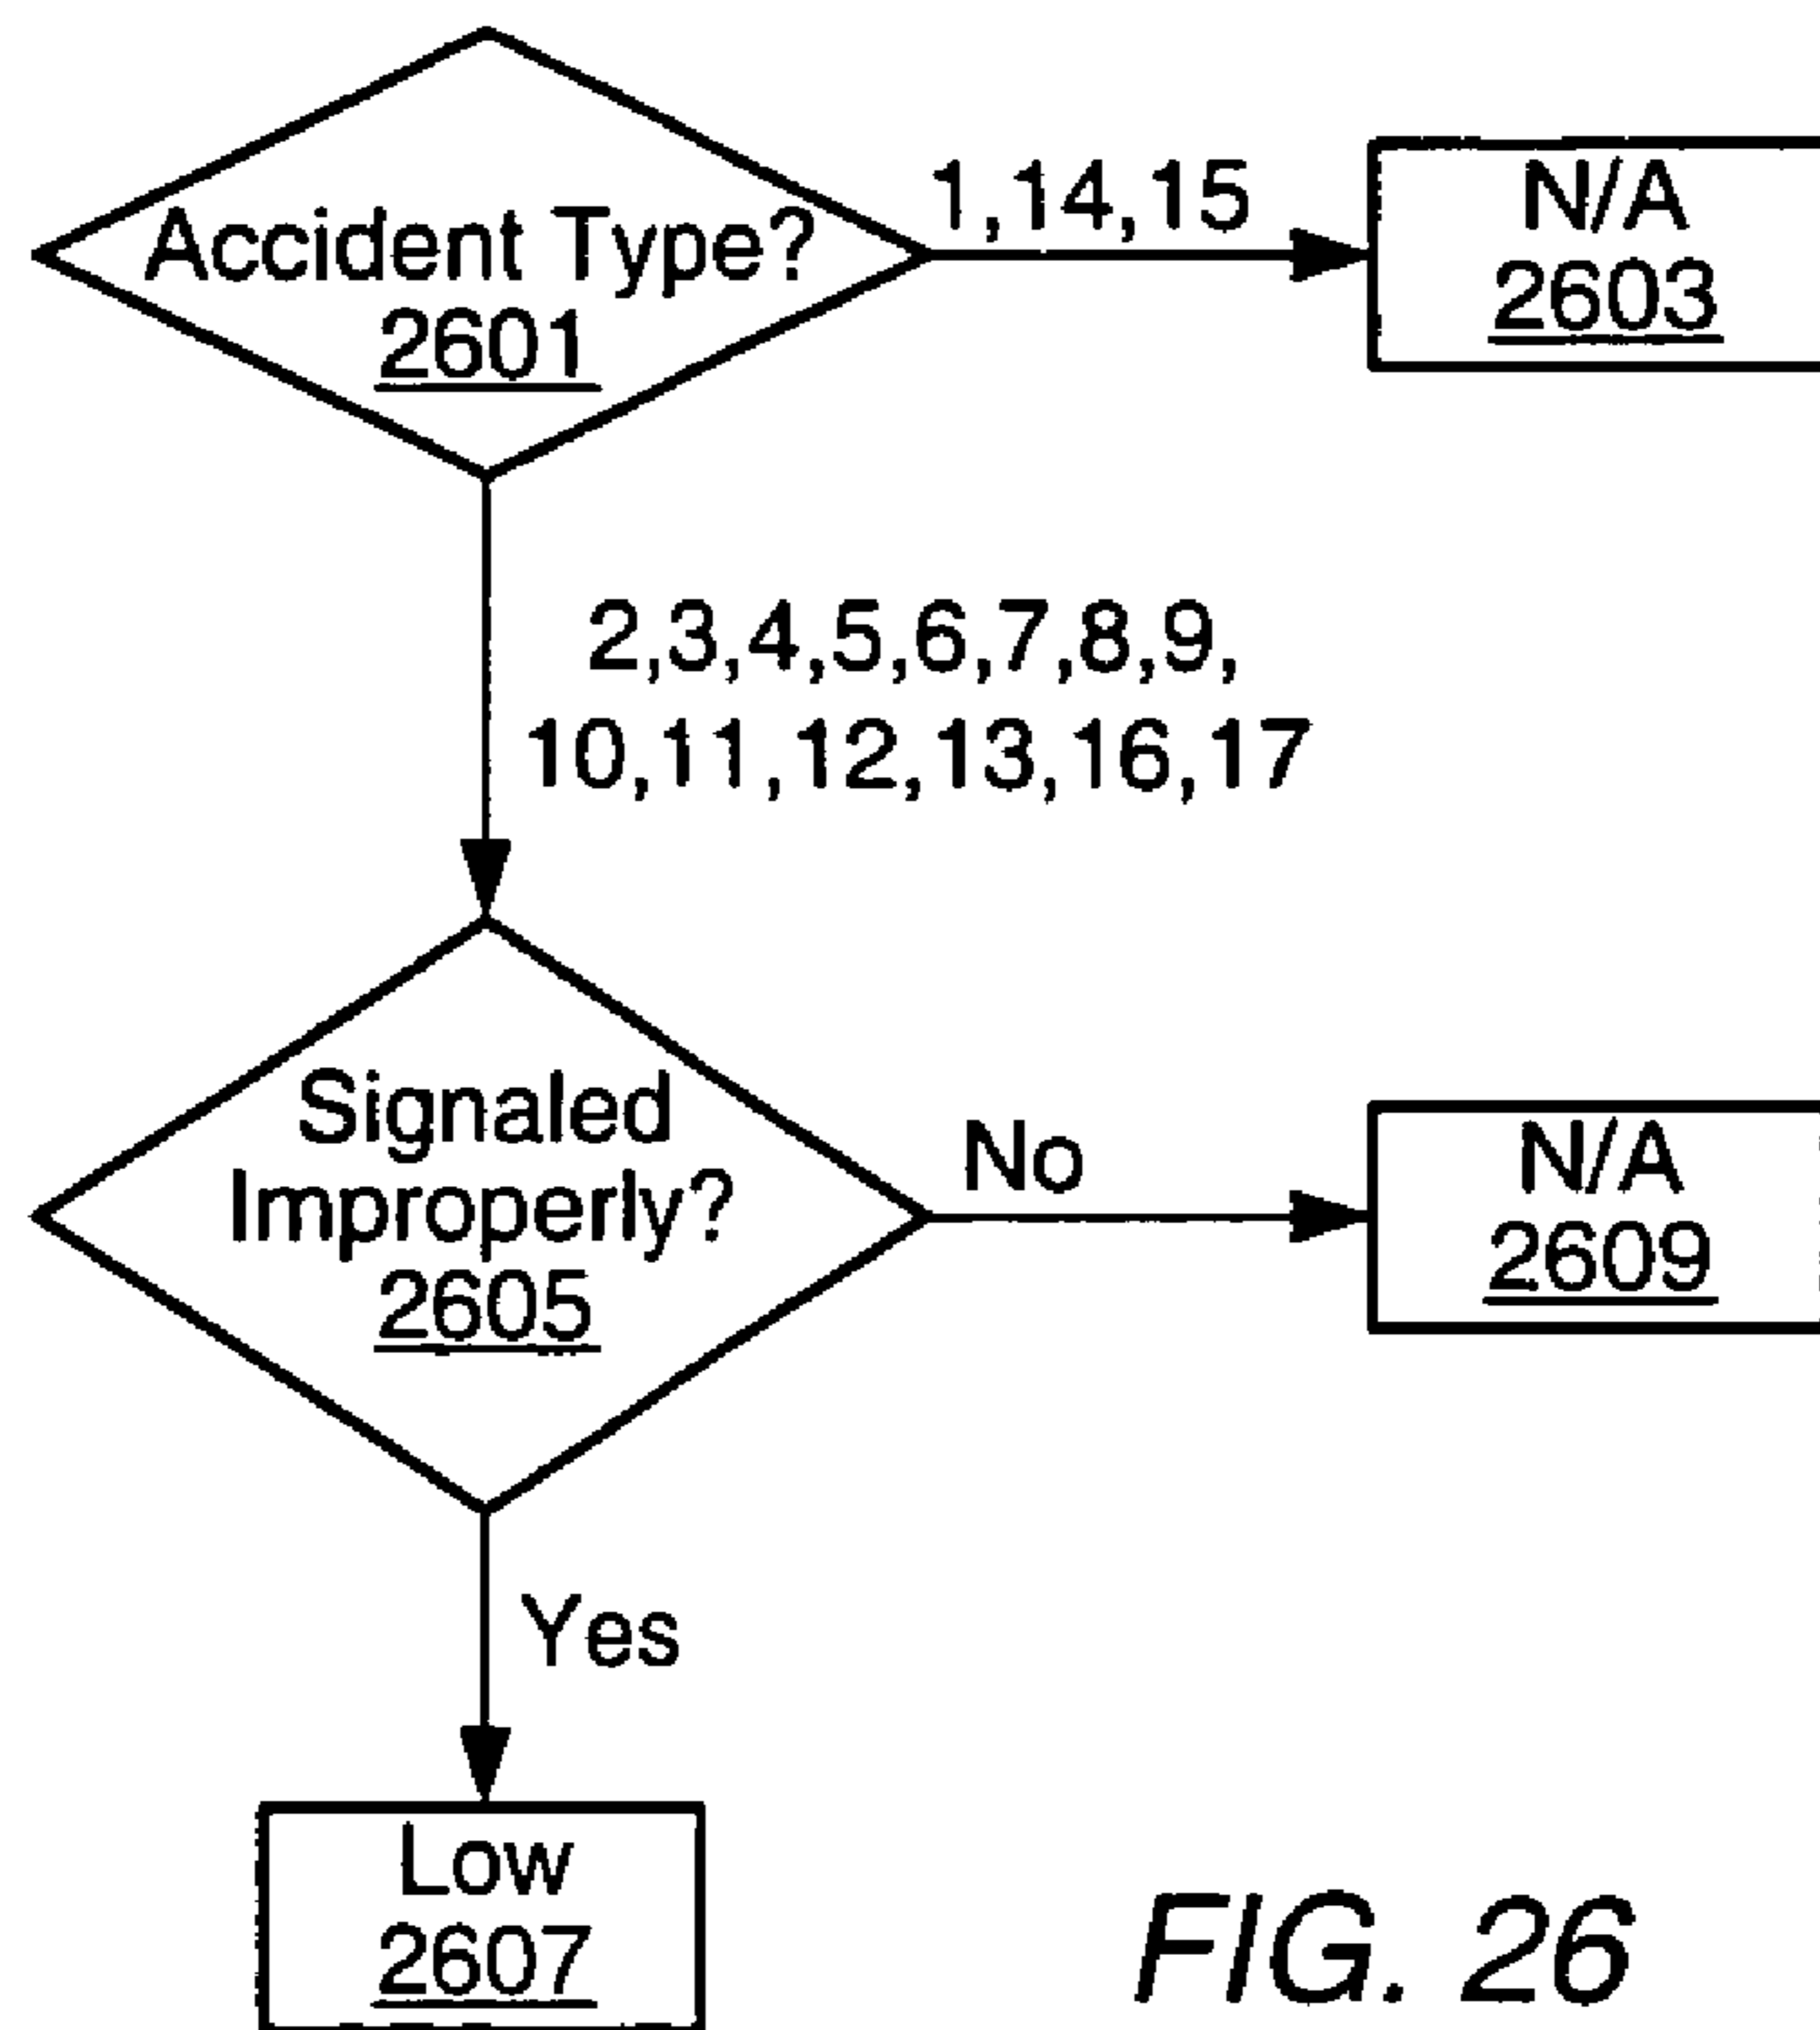 Accident Type?
2601
1,14,15
N/A
2603
2,3,4,5,6,7,8,9,
10,11,12,13,16,17
Signaled
Improperly?
2605
No
N/A
2609
Yes
Low
2607
FIG. 26